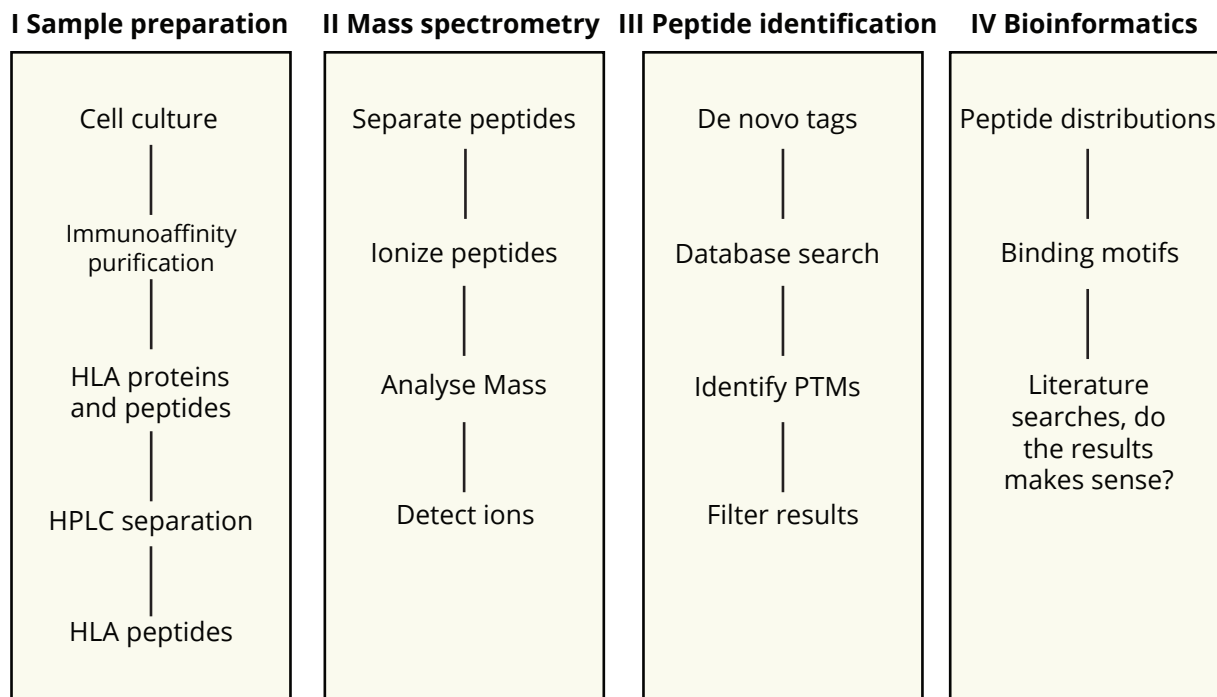 I Sample preparation
Cell culture
Immunoaffinity
purification
HLA proteins
and peptides
HPLC separation
HLA peptides
II Mass spectrometry
Separate peptides
Ionize peptides
Analyse Mass
Detect ions
III Peptide identification
De novo tags
Database search
Identify PTMs
Filter results
IV Bioinformatics
Peptide distributions
Binding motifs
Literature
searches, do
the results
makes sense?